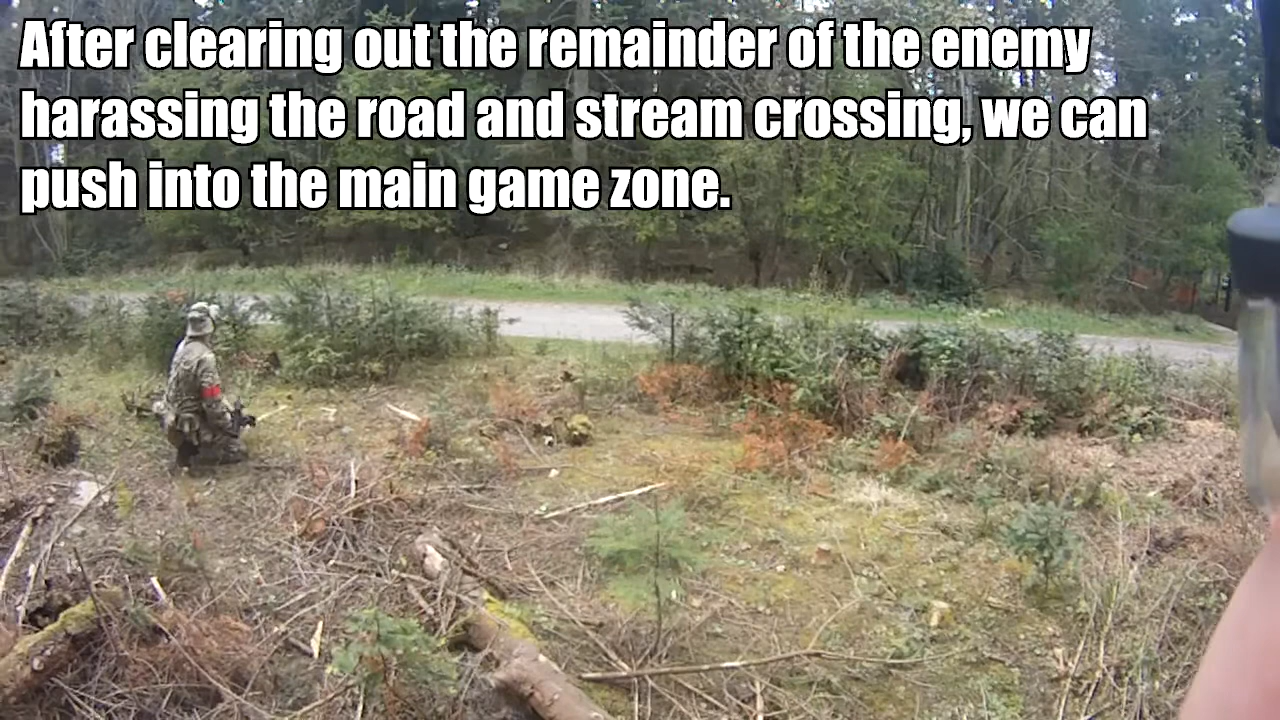 After clearing out the remainder of the enemy
harassing the road and stream crossing, we can
push into the main game zone.